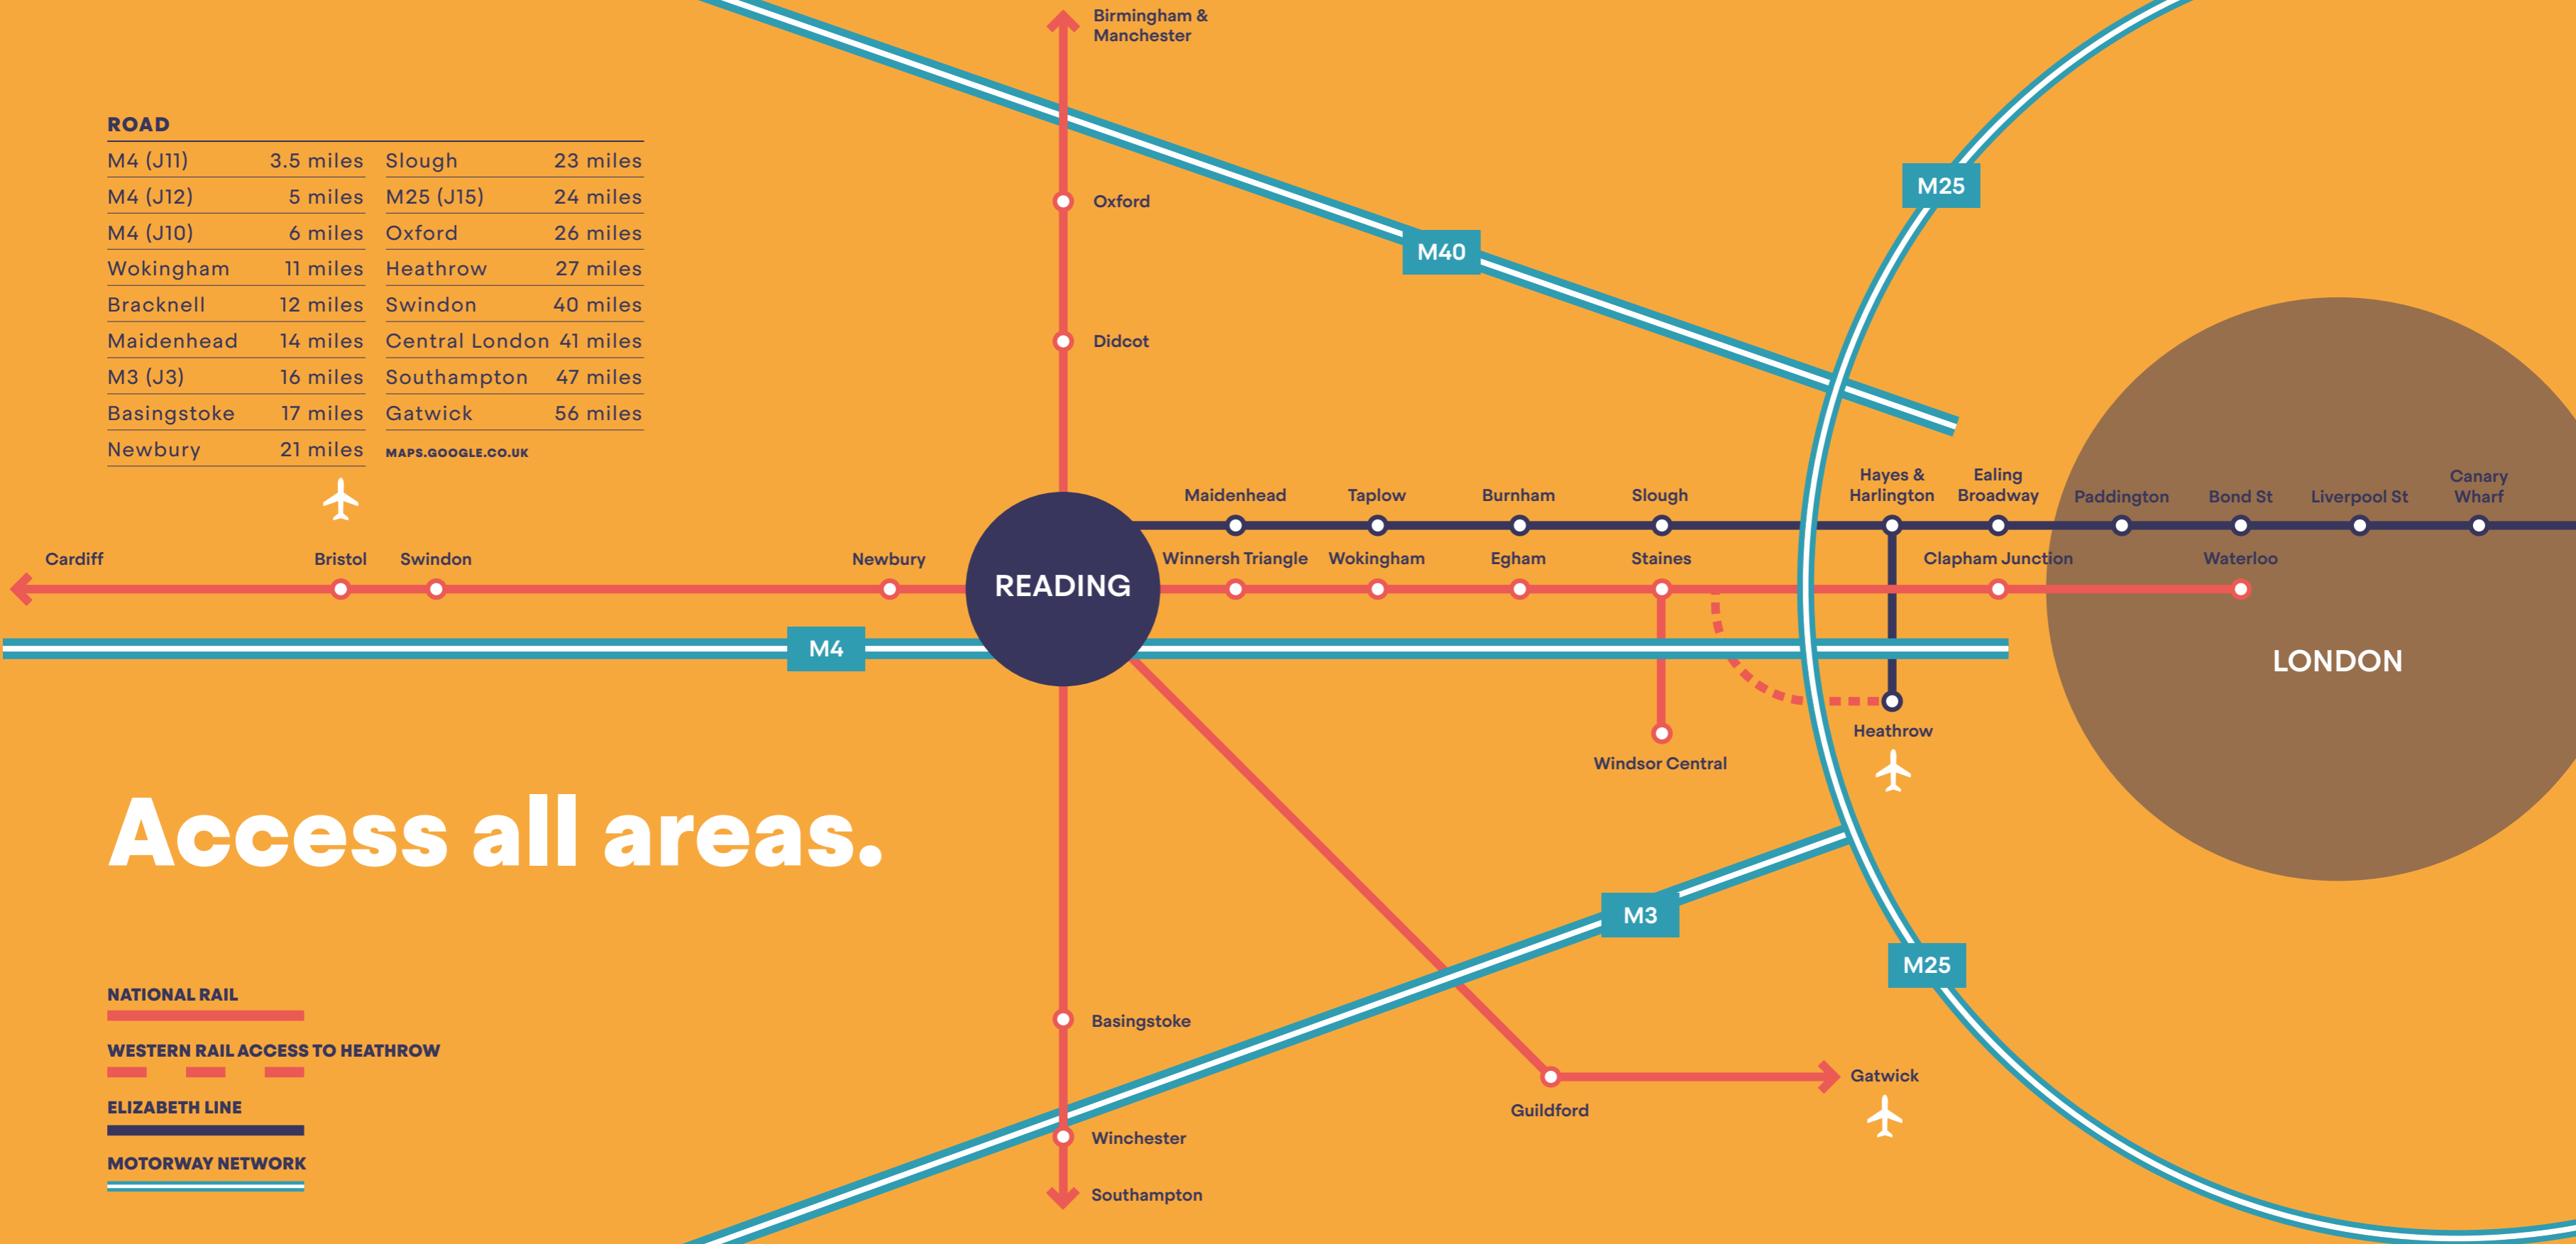 Birmingham &
Manchester
ROAD
M4 (J11) 3.5 miles Slough 23 miles
M4 (J12) 5 miles M25 (J15) 24 miles
M4 (J10) 6 miles Oxford 26 miles
Wokingham 11 miles Heathrow 27 miles
Bracknell 12 miles Swindon 40 miles
Maidenhead 14 miles Central London 41 miles
M3 (J3) 16 miles Southampton 47 miles
Basingstoke 17 miles Gatwick 56 miles
Newbury 21 miles MAPS.GOOGLE.CO.UK
M25
Oxford
M40
Didcot
Maidenhead
Taplow
Burnham
Slough
Hayes &
Harlington
Ealing
Broadway
Paddington
Bond St
Liverpool St
Canary
Wharf
Cardiff
Bristol
Swindon
Newbury
READING
Winnersh Triangle
Wokingham
Egham
Staines
Clapham Junction
Waterloo
M4
LONDON
Heathrow
Windsor Central
Access all areas.
M3
M25
NATIONAL RAIL
WESTERN RAIL ACCESS TO HEATHROW
ELIZABETH LINE
MOTORWAY NETWORK
Basingstoke
Gatwick
Guildford
Winchester
Southampton